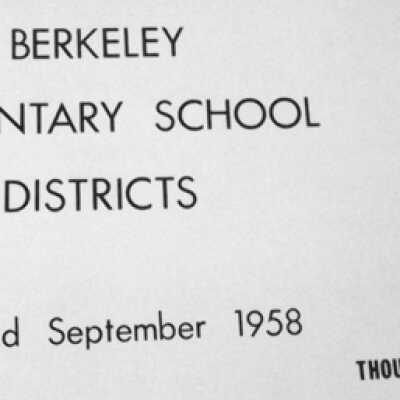 BERKELEY
NTARY SCHOOL
DISTRICTS
d September 1958
THOU